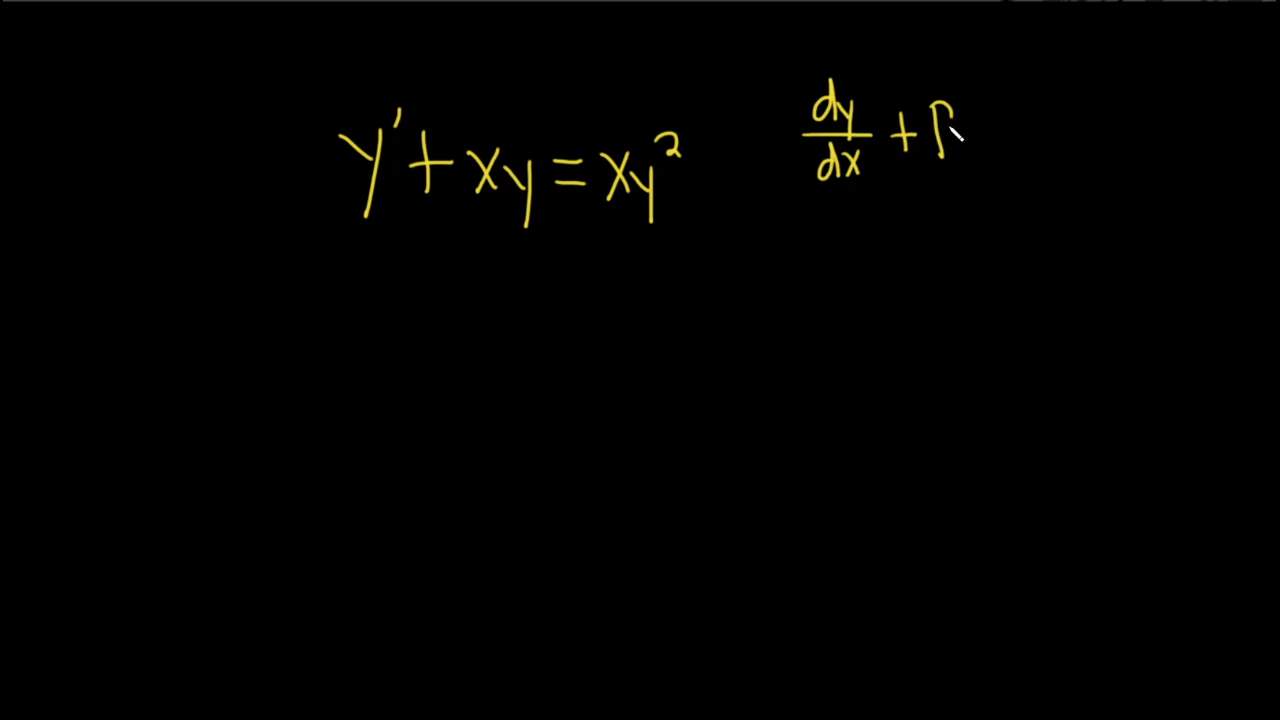 y' + xy = xy²
dy/dx + P